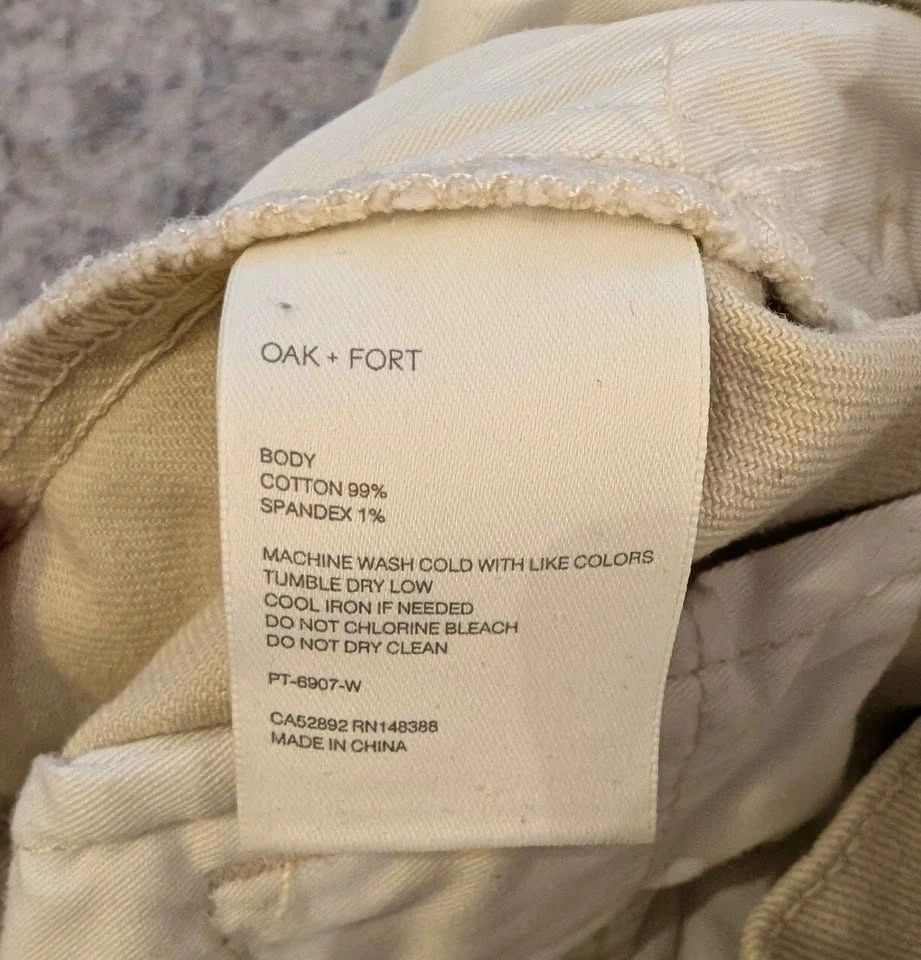 OAK + FORT
BODY
COTTON 99%
SPANDEX 1%
MACHINE WASH COLD WITH LIKE COLORS
TUMBLE DRY LOW
COOL IRON IF NEEDED
DO NOT CHLORINE BLEACH
DO NOT DRY CLEAN
PT-6907-W
CA52892 RN148388
MADE IN CHINA